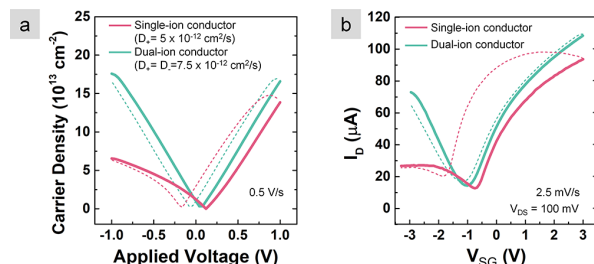 a
Single-ion conductor
(D₊= 5 x 10⁻¹² cm²/s)
Dual-ion conductor
(D₊= D₋=7.5 x 10⁻¹² cm²/s)
Carrier Density (10¹³ cm⁻²)
25
20
15
10
5
0
0.5 V/s
-1.0 -0.5 0.0 0.5 1.0
Applied Voltage (V)
b
Single-ion conductor
Dual-ion conductor
I_D (µA)
120
100
80
60
40
20
0
2.5 mV/s
V_DS = 100 mV
-3 -2 -1 0 1 2 3
V_SG (V)